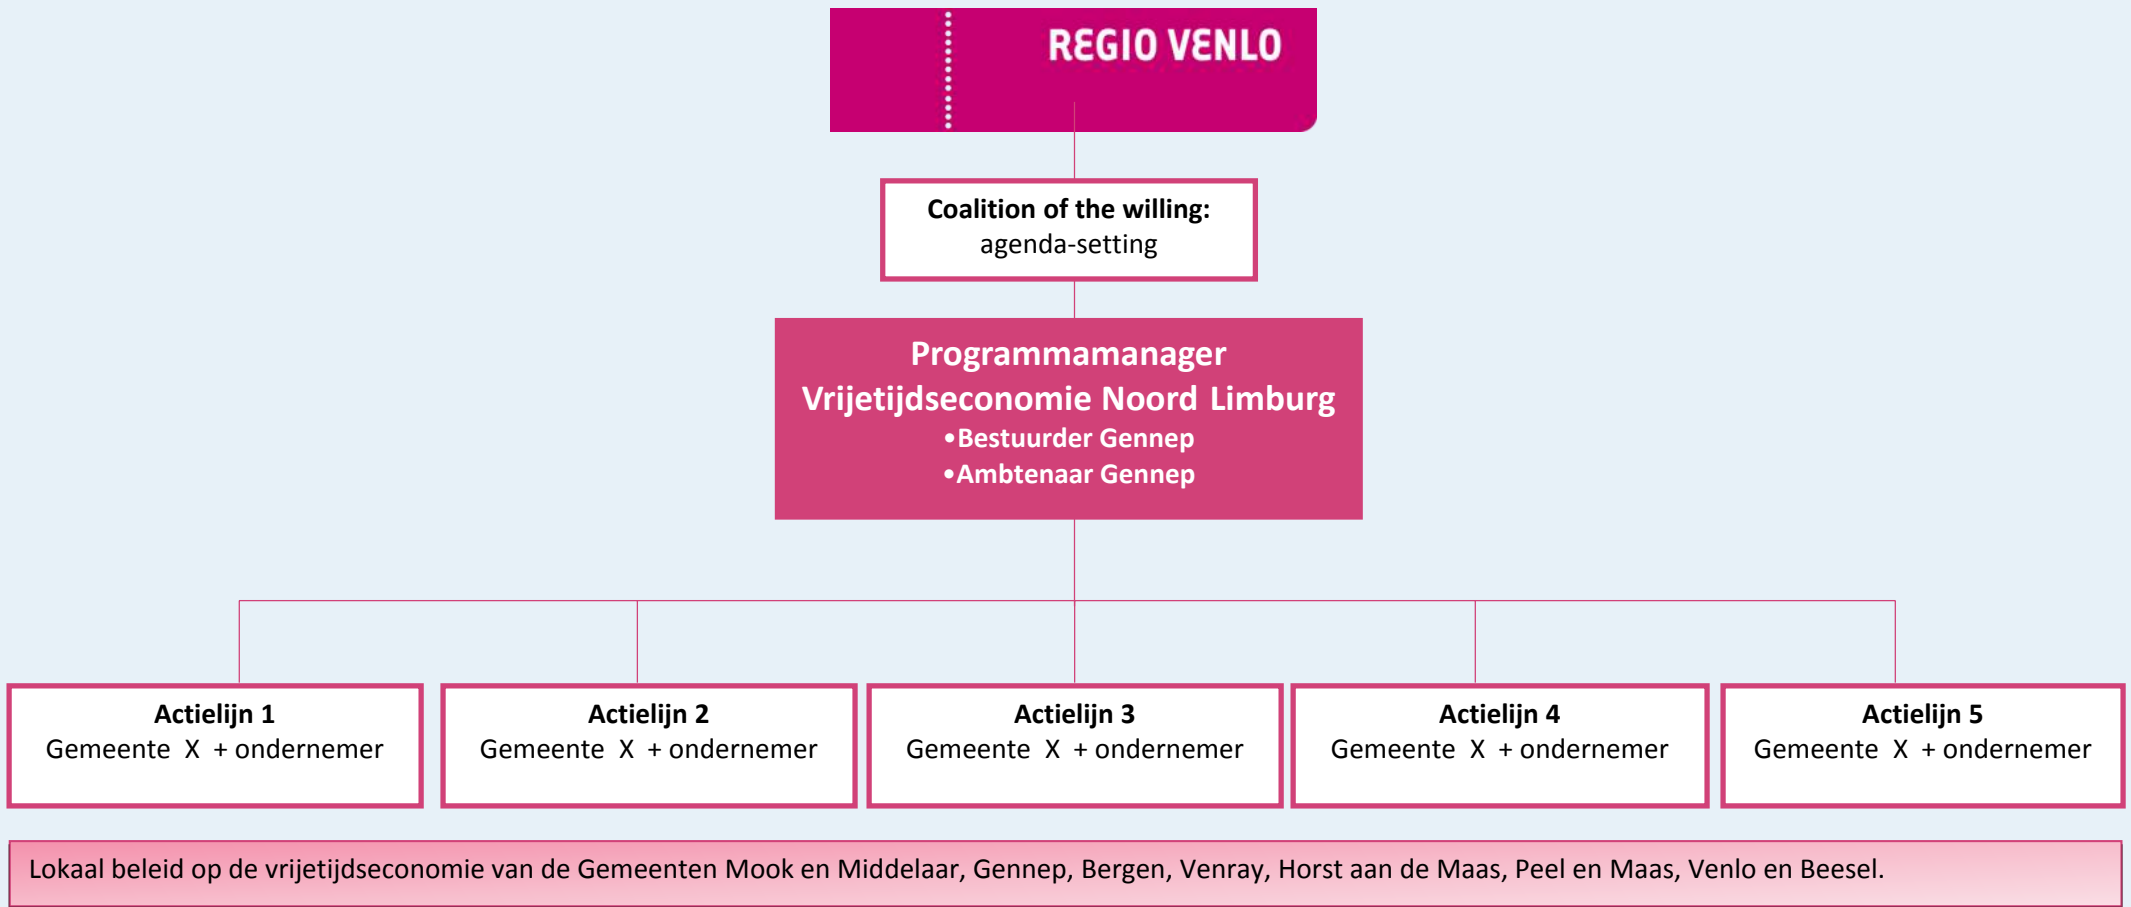 REGIO VENLO
Coalition of the willing:
agenda-setting
Programmamanager
Vrijetijdseconomie Noord Limburg
•Bestuurder Gennep
•Ambtenaar Gennep
Actielijn 1
Gemeente X + ondernemer
Actielijn 2
Gemeente X + ondernemer
Actielijn 3
Gemeente X + ondernemer
Actielijn 4
Gemeente X + ondernemer
Actielijn 5
Gemeente X + ondernemer
Lokaal beleid op de vrijetijdseconomie van de Gemeenten Mook en Middelaar, Gennep, Bergen, Venray, Horst aan de Maas, Peel en Maas, Venlo en Beesel.